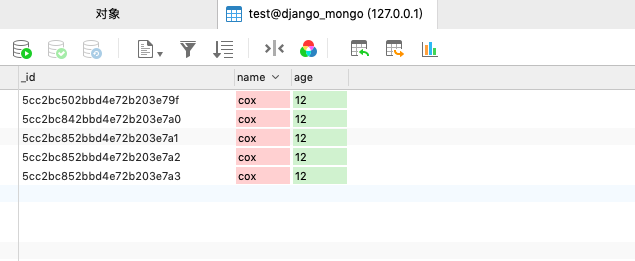 对象
test@django_mongo (127.0.0.1)
_id name age
5cc2bc502bbd4e72b203e79f cox 12
5cc2bc842bbd4e72b203e7a0 cox 12
5cc2bc852bbd4e72b203e7a1 cox 12
5cc2bc852bbd4e72b203e7a2 cox 12
5cc2bc852bbd4e72b203e7a3 cox 12